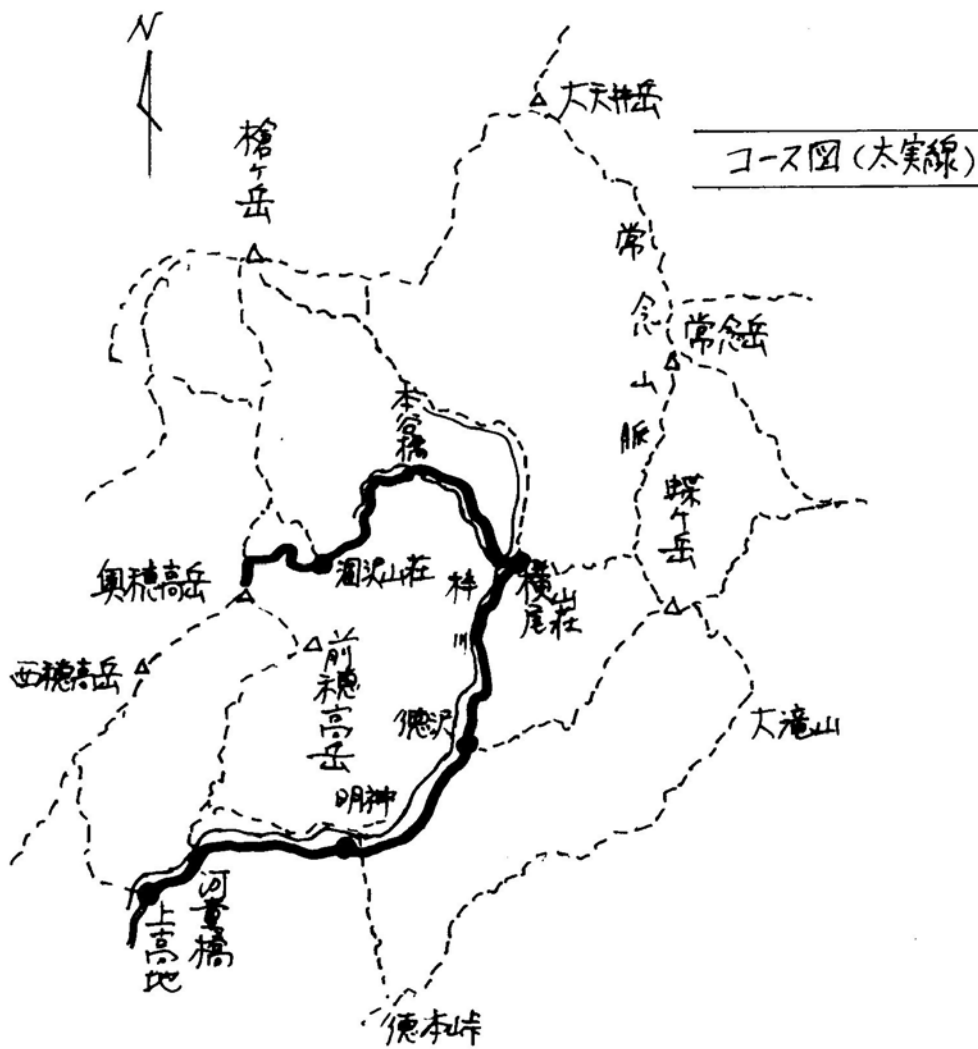 N
大天井岳
コース図(太実線)
槍ヶ岳
常念山脈
常念岳
本谷橋
蝶ヶ岳
奥穂高岳
涸沢山荘
梓川
横尾山荘
西穂高岳
前穂高岳
徳沢
大滝山
明神
河童橋
上高地
徳本峠